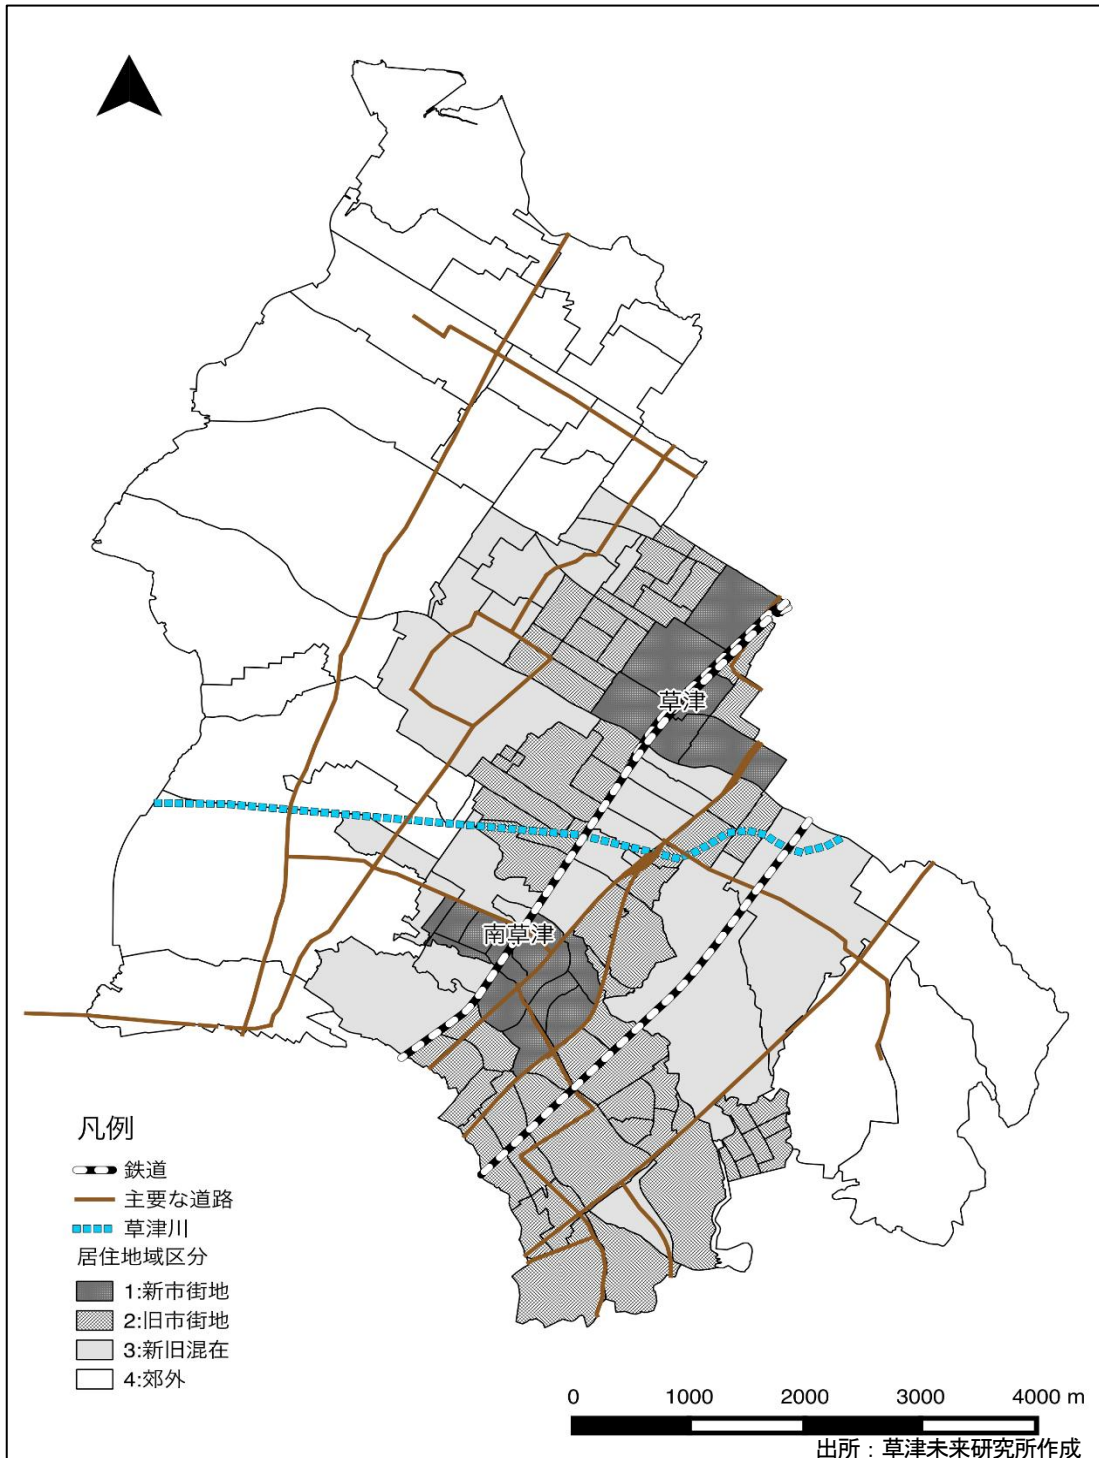 草津
南草津
凡例
鉄道
主要な道路
草津川
居住地域区分
1:新市街地
2:旧市街地
3:新旧混在
4:郊外
0 1000 2000 3000 4000 m
出所：草津未来研究所作成